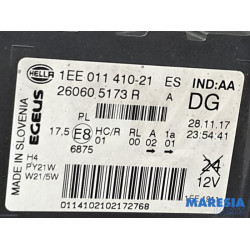 HELLA
1EE 011 410-21 ES IND:AA
26060 5173 R A DG
MADE IN SLOVENIA
EGEUS
PL
28.11.17
17,5 E8 HC/R RL A 1a 23:54.41
01 00 02 01
6875
H4
PY21W
W21/5W
24
12V
0114102102172768
MARESIA